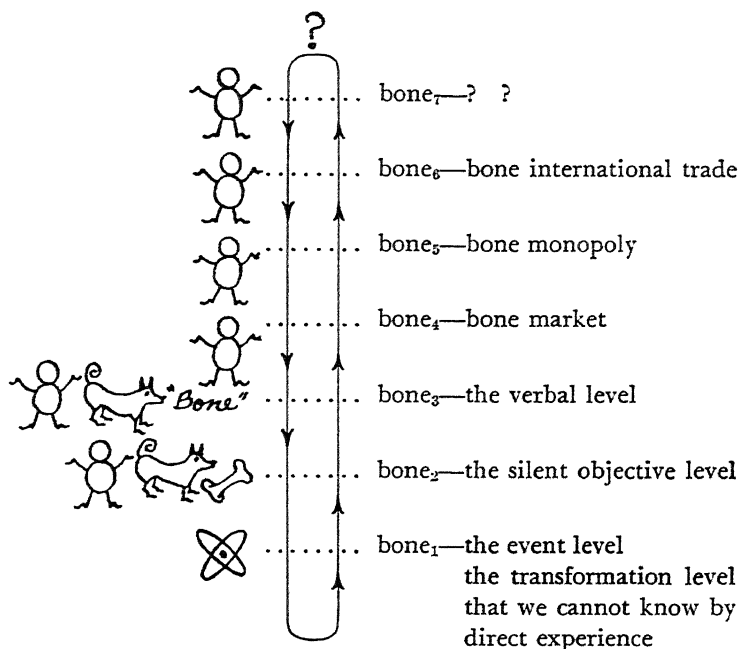 ?
bone₇—? ?
bone₆—bone international trade
bone₅—bone monopoly
bone₄—bone market
"Bone" bone₃—the verbal level
bone₂—the silent objective level
bone₁—the event level
the transformation level
that we cannot know by
direct experience